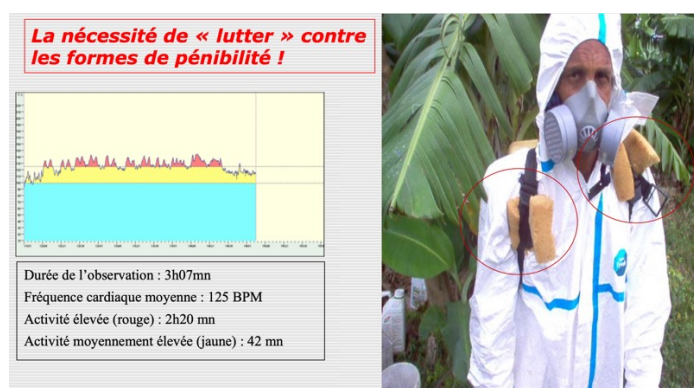 La nécessité de « lutter » contre
les formes de pénibilité !
Durée de l'observation : 3h07mn
Fréquence cardiaque moyenne : 125 BPM
Activité élevée (rouge) : 2h20 mn
Activité moyennement élevée (jaune) : 42 mn